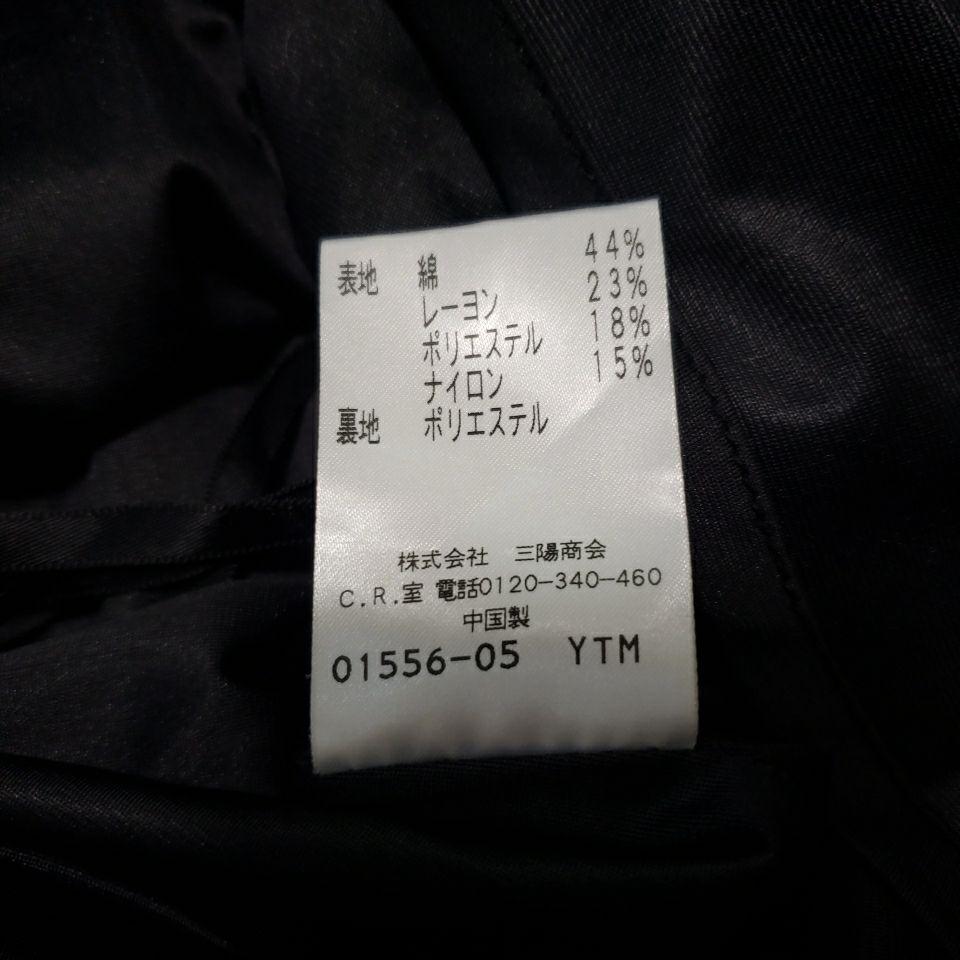 表地 綿 44%
レーヨン 23%
ポリエステル 18%
ナイロン 15%
裏地 ポリエステル
株式会社 三陽商会
C.R.室 電話0120-340-460
中国製
01556-05 YTM